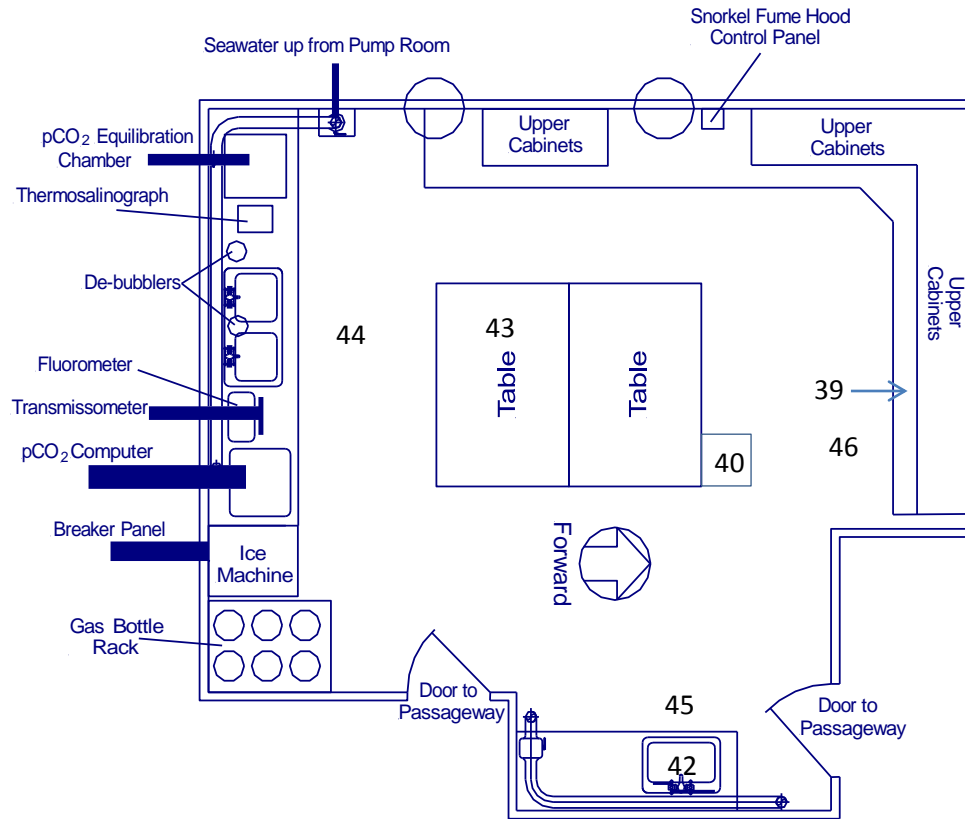 Snorkel Fume Hood
Control Panel
Seawater up from Pump Room
pCO2 Equilibration
Chamber
Upper
Cabinets
Upper
Cabinets
Thermosalinograph
De-bubblers
Upper
Cabinets
44
43
Table
Table
Fluorometer
39
Transmissometer
46
pCO2 Computer
40
Breaker Panel
Ice
Machine
Forward
Gas Bottle
Rack
Door to
Passageway
45
Door to
Passageway
42